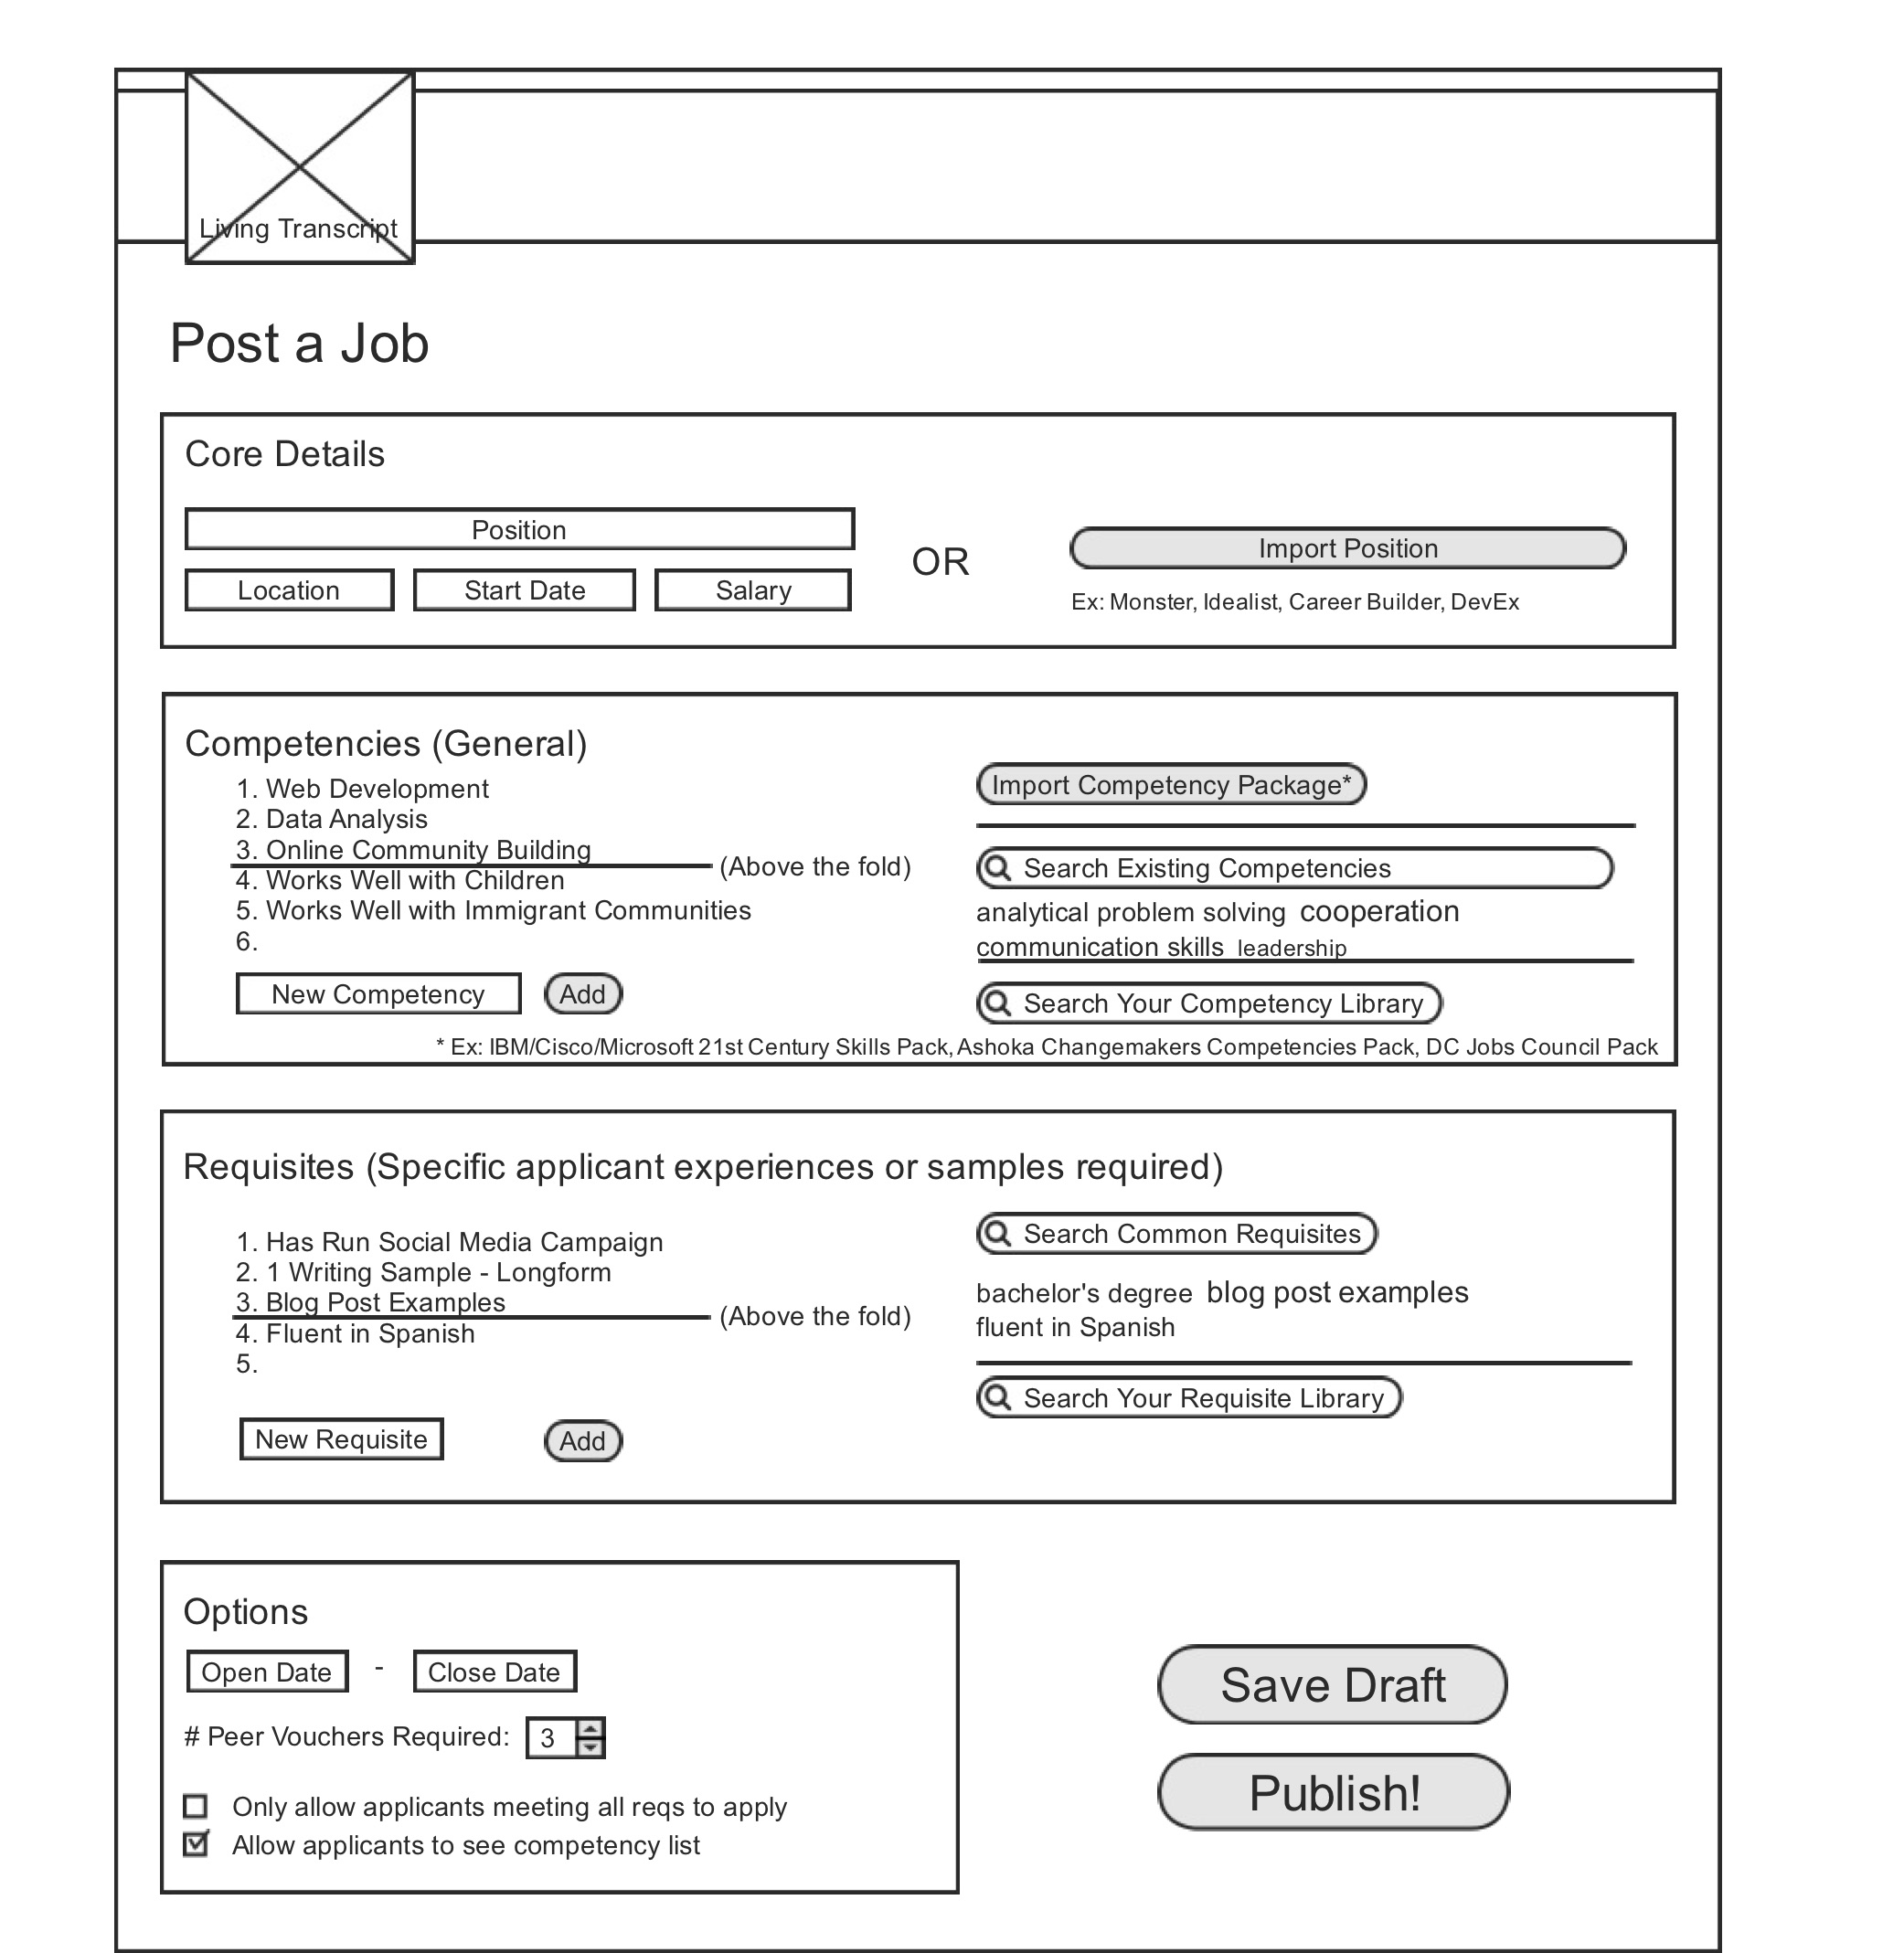 Living Transcript
Post a Job
Core Details
Position
Location Start Date Salary
OR
Import Position
Ex: Monster, Idealist, Career Builder, DevEx
Competencies (General)
1. Web Development
2. Data Analysis
3. Online Community Building
(Above the fold)
4. Works Well with Children
5. Works Well with Immigrant Communities
6.
New Competency Add
Import Competency Package*
Search Existing Competencies
analytical problem solving cooperation
communication skills leadership
Search Your Competency Library
* Ex: IBM/Cisco/Microsoft 21st Century Skills Pack, Ashoka Changemakers Competencies Pack, DC Jobs Council Pack
Requisites (Specific applicant experiences or samples required)
1. Has Run Social Media Campaign
2. 1 Writing Sample - Longform
3. Blog Post Examples
(Above the fold)
4. Fluent in Spanish
5.
New Requisite Add
Search Common Requisites
bachelor's degree blog post examples
fluent in Spanish
Search Your Requisite Library
Options
Open Date - Close Date
# Peer Vouchers Required: 3
Only allow applicants meeting all reqs to apply
Allow applicants to see competency list
Save Draft
Publish!